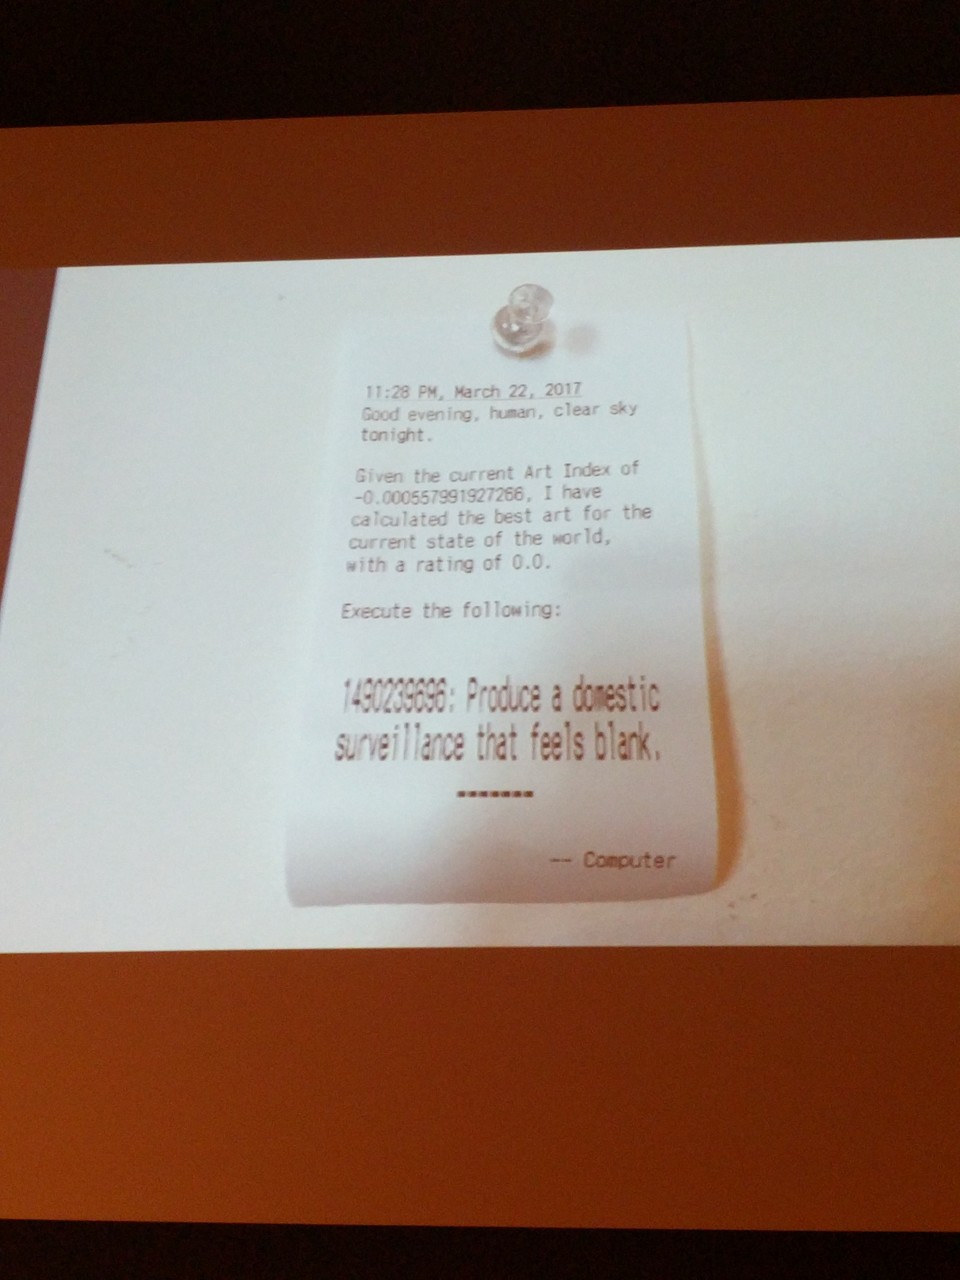 11:28 PM, March 22, 2017
Good evening, human, clear sky
tonight.
Given the current Art Index of
-0.000557991927266, I have
calculated the best art for the
current state of the world,
with a rating of 0.0.
Execute the following:
1490239696: Produce a domestic
surveillance that feels blank.
-------
-- Computer